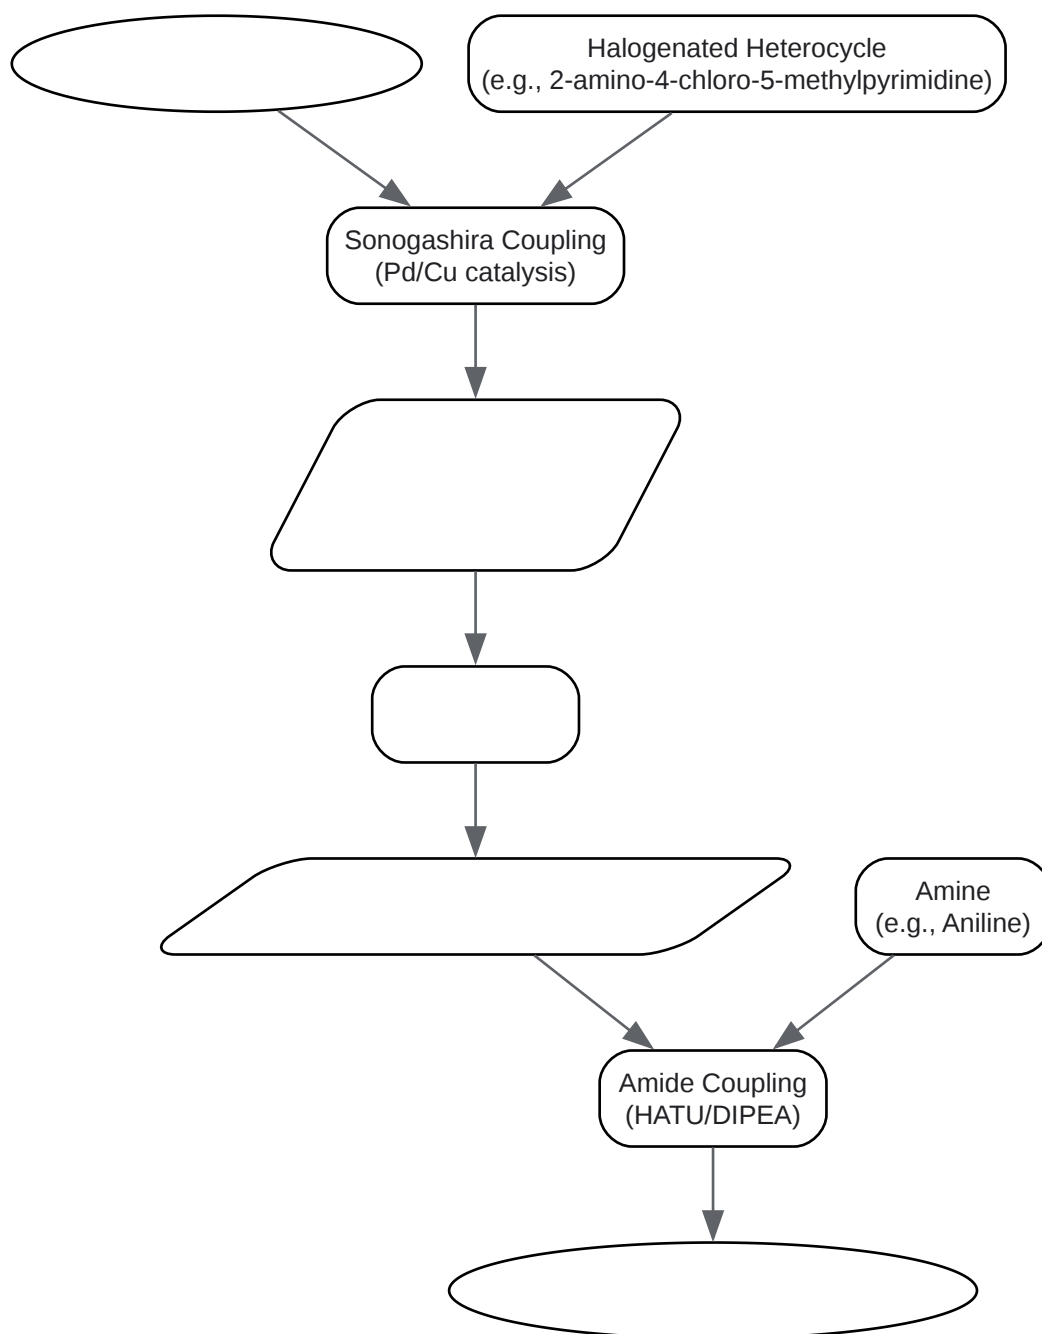 Halogenated Heterocycle
(e.g., 2-amino-4-chloro-5-methylpyrimidine)
Sonogashira Coupling
(Pd/Cu catalysis)
Amine
(e.g., Aniline)
Amide Coupling
(HATU/DIPEA)